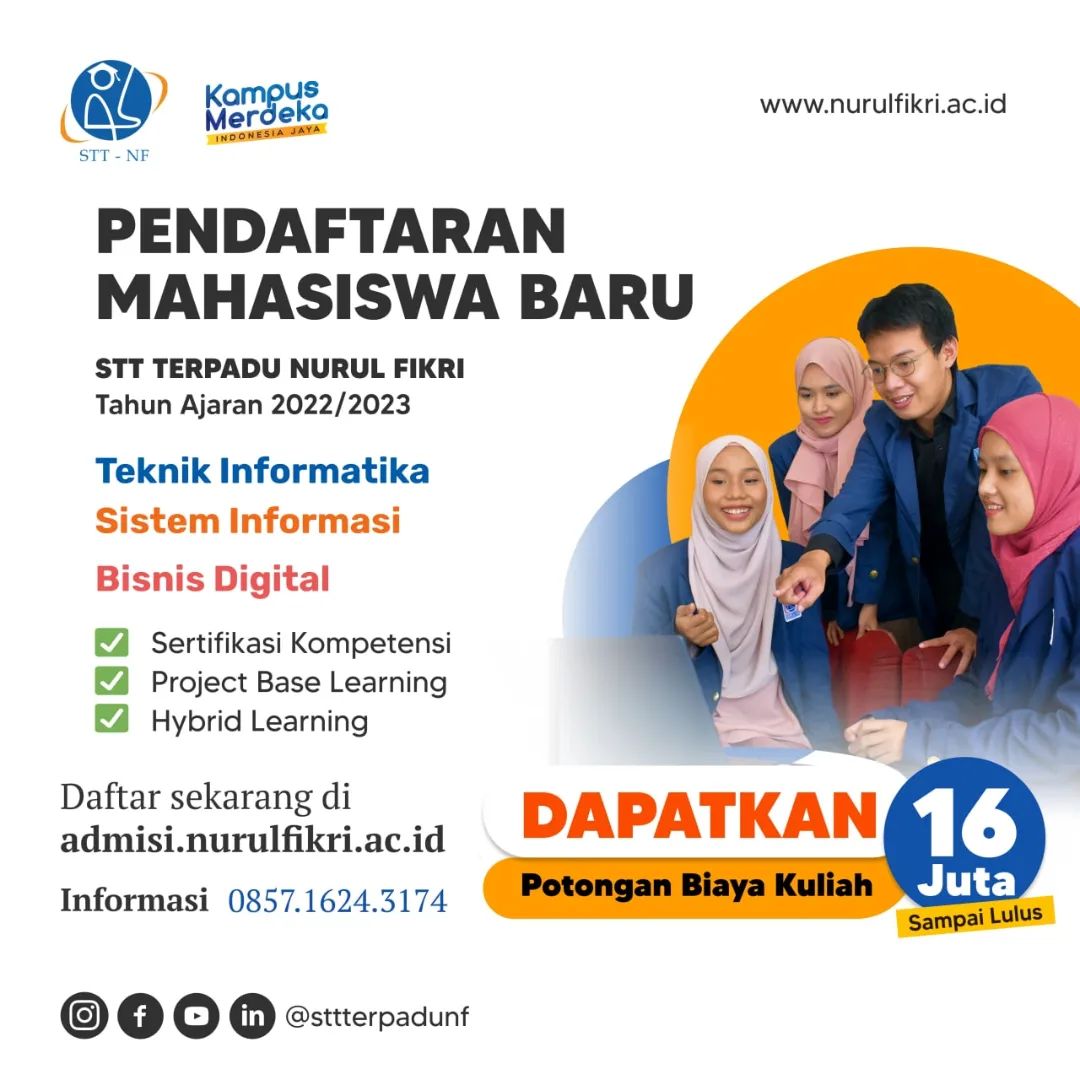 STT - NF
Kampus
Merdeka
INDONESIA JAYA
www.nurulfikri.ac.id
PENDAFTARAN
MAHASISWA BARU
STT TERPADU NURUL FIKRI
Tahun Ajaran 2022/2023
Teknik Informatika
Sistem Informasi
Bisnis Digital
Sertifikasi Kompetensi
Project Base Learning
Hybrid Learning
Daftar sekarang di
admisi.nurulfikri.ac.id
Informasi 0857.1624.3174
DAPATKAN
Potongan Biaya Kuliah
16
Juta
Sampai Lulus
@sttterpadunf